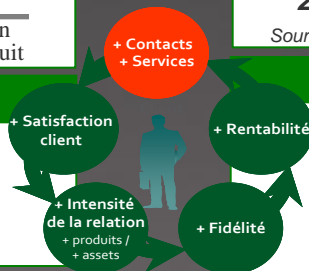 n
uit
2
Sour
+ Contacts
+ Services
+ Satisfaction
client
+ Rentabilité
+ Intensité
de la relation
+ produits /
+ assets
+ Fidélité